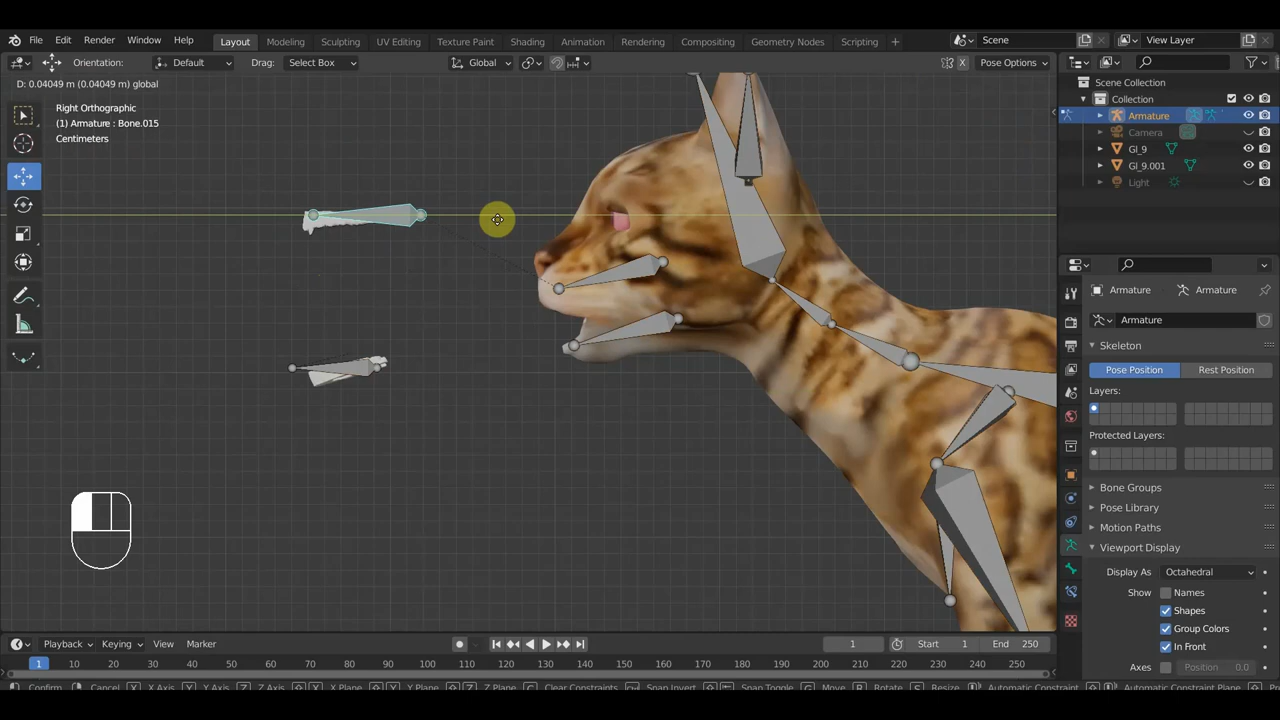 File Edit Render Window Help Layout Modeling Sculpting UV Editing Texture Paint Shading Animation Rendering Compositing Geometry Nodes Scripting + Scene View Layer
Orientation: Default Drag: Select Box Global X Pose Options
D: 0.04049 m (0.04049 m) global
Right Orthographic
(1) Armature : Bone.015
Centimeters
Scene Collection
Collection
Armature
Camera
GI_9
GI_9.001
Light
Armature Armature
Armature
Skeleton
Pose Position Rest Position
Layers:
Protected Layers:
Bone Groups
Pose Library
Motion Paths
Viewport Display
Display As Octahedral
Show Names
Shapes
Group Colors
In Front
Axes Position 0.0
Playback Keying View Marker 1 Start 1 End 250
1 10 20 30 40 50 60 70 80 90 100 110 120 130 140 150 160 170 180 190 200 210 220 230 240 250
Confirm Cancel X Axis Y Axis Z Axis X Plane Y Plane Z Plane Clear Constraints Snap Invert Snap Toggle G Move R Rotate S Resize Automatic Constraint Automatic Constraint Plane